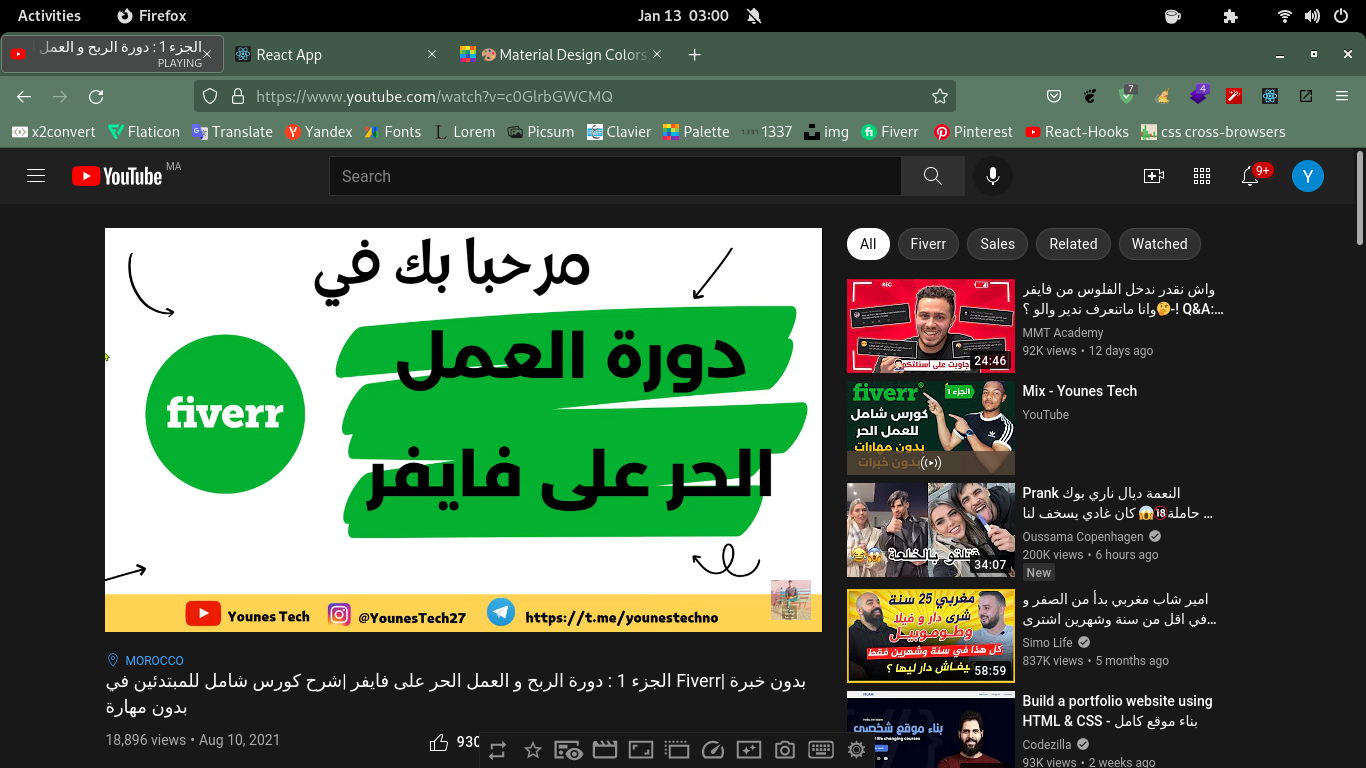 Activities
Firefox
Jan 13 03:00
الجزء 1 : دورة الربح و العمل
PLAYING
React App
🎨 Material Design Colors,
https://www.youtube.com/watch?v=c0GlrbGWCMQ
7
4
x2convert
Flaticon
Translate
Yandex
Fonts
Lorem
Picsum
Clavier
Palette
1337
img
Fiverr
Pinterest
React-Hooks
css cross-browsers
YouTube MA
Search
9+
Y
مرحبا بك في
دورة العمل
الحر على فايفر
fiverr
Younes Tech
@YounesTech27
https://t.me/younestechno
MOROCCO
الجزء 1 : دورة الربح و العمل الحر على فايفر |شرح كورس شامل للمبتدئين في Fiverr| بدون خبرة
بدون مهارة
18,896 views • Aug 10, 2021
930
All
Fiverr
Sales
Related
Watched
REC
جاوبت على اسئلتكم
24:46
واش نقدر ندخل الفلوس من فايفر
وانا ماتنعرف ندير والو ؟🤔-! Q&A:...
MMT Academy
92K views • 12 days ago
fiverr
الجزء 1
كورس شامل
للعمل الحر
بدون مهارات
بدون خبرات
Mix - Younes Tech
YouTube
34:07
Prank النعمة ديال ناري بوك
حاملة🔞😱 كان غادي يسخف لنا ...
Oussama Copenhagen
200K views • 6 hours ago
New
مغربي 25 سنة
شرى دار و فيلا
وطوموبيل
كل هذا في سنة وشهرين فقط
كيفاش دار ليها ؟
58:59
امير شاب مغربي بدأ من الصفر و
في اقل من سنة وشهرين اشترى...
Simo Life
837K views • 5 months ago
بناء موقع شخصي
Build a portfolio website using
HTML & CSS - بناء موقع كامل
Codezilla
93K views • 2 weeks ago